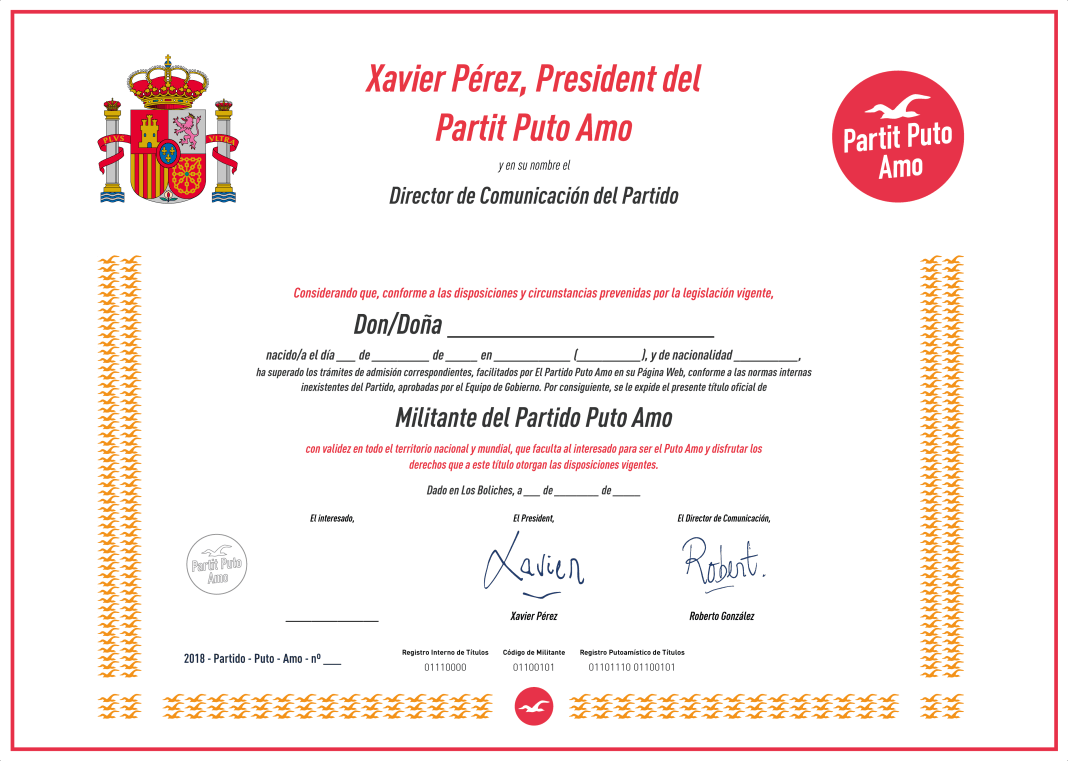 Xavier Pérez, President del
Partit Puto Amo
y en su nombre el
Director de Comunicación del Partido
PLVS VLTRA
Partit Puto
Amo
Considerando que, conforme a las disposiciones y circunstancias prevenidas por la legislación vigente,
Don/Doña ____________________
nacido/a el día ___ de _________ de _____ en ____________ (__________), y de nacionalidad __________,
ha superado los trámites de admisión correspondientes, facilitados por El Partido Puto Amo en su Página Web, conforme a las normas internas
inexistentes del Partido, aprobadas por el Equipo de Gobierno. Por consiguiente, se le expide el presente título oficial de
Militante del Partido Puto Amo
con validez en todo el territorio nacional y mundial, que faculta al interesado para ser el Puto Amo y disfrutar los
derechos que a este título otorgan las disposiciones vigentes.
Dado en Los Boliches, a ___ de ________ de _____
El interesado,
El President,
El Director de Comunicación,
Partit Puto
Amo
Xavier
Robert.
_______________
Xavier Pérez
Roberto González
2018 - Partido - Puto - Amo - nº ___
Registro Interno de Títulos
01110000
Código de Militante
01100101
Registro Putoamístico de Títulos
01101110 01100101